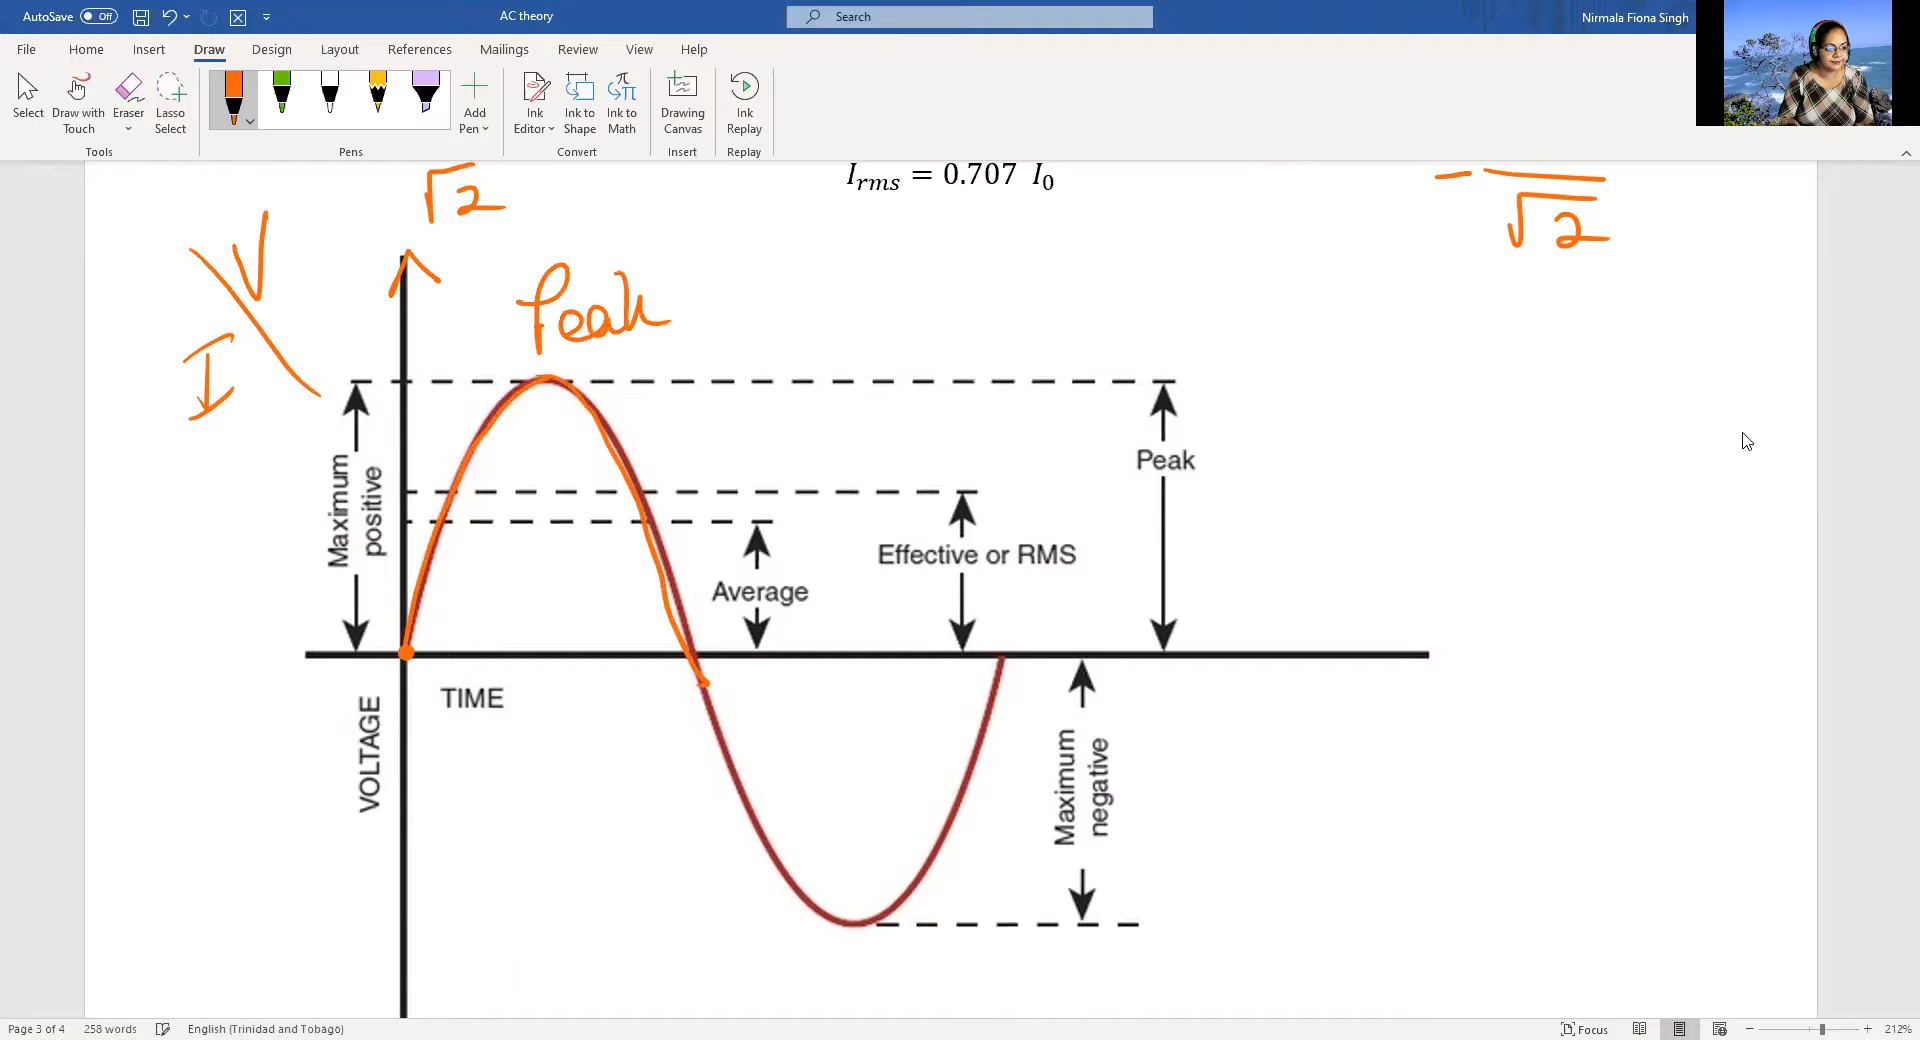 AutoSave Off AC theory Search Nirmala Fiona Singh
File Home Insert Draw Design Layout References Mailings Review View Help
Select Draw with Touch Eraser Lasso Select Add Pen Ink Editor Ink to Shape Ink to Math Drawing Canvas Ink Replay
Tools Pens Convert Insert Replay
I_rms = 0.707 I_0
√2
- √2
V
I
Peak
Maximum positive
Peak
Effective or RMS
Average
TIME
VOLTAGE
Maximum negative
Page 3 of 4 258 words English (Trinidad and Tobago) Focus 212%